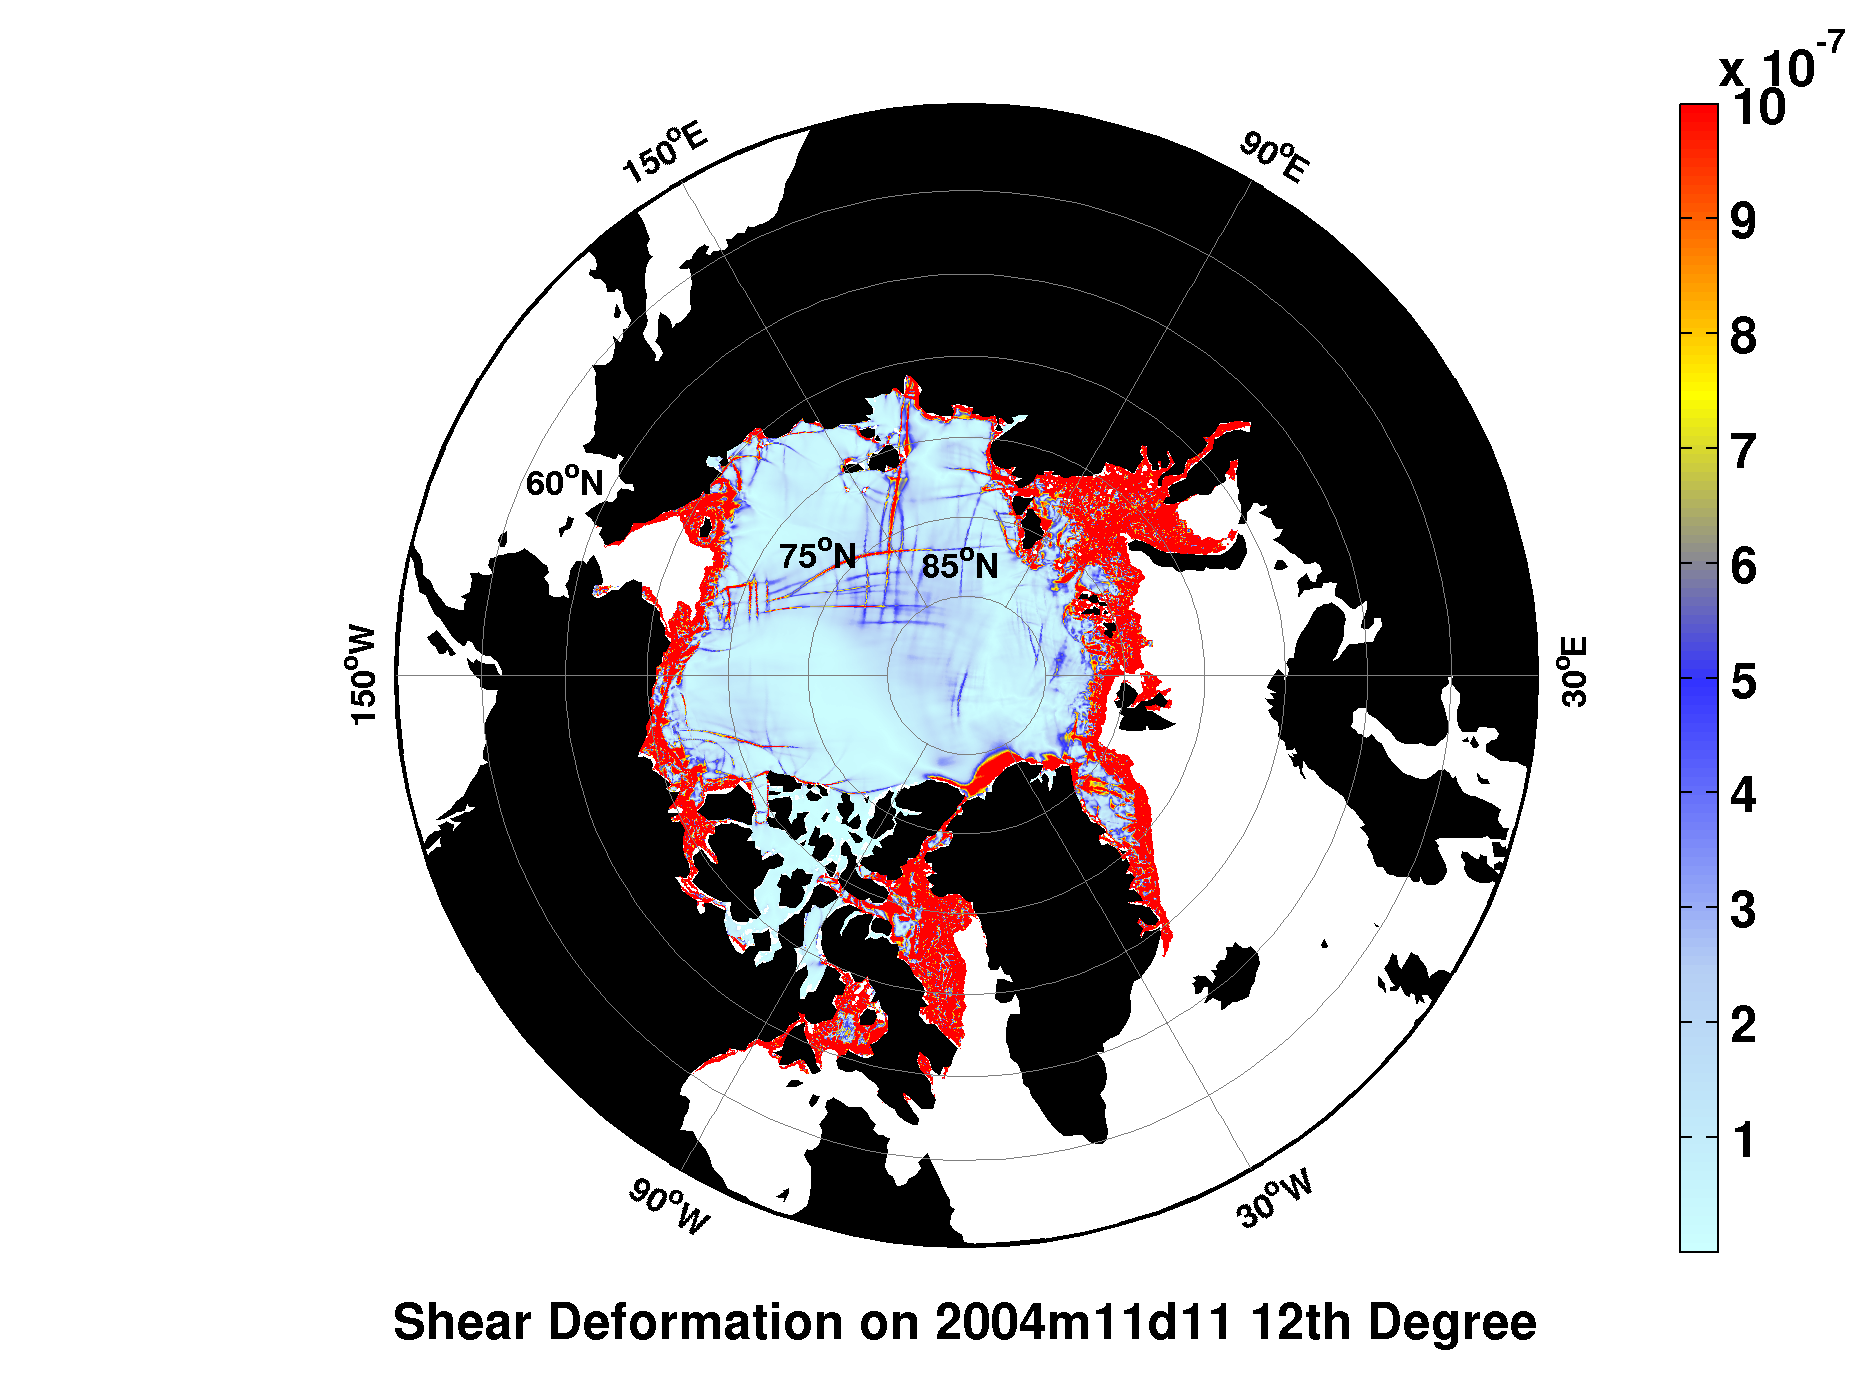 x 10-7
10
9
8
7
6
5
4
3
2
1
150oE
90oE
60oN
75oN
85oN
150oW
30oE
90oW
30oW
Shear Deformation on 2004m11d11 12th Degree